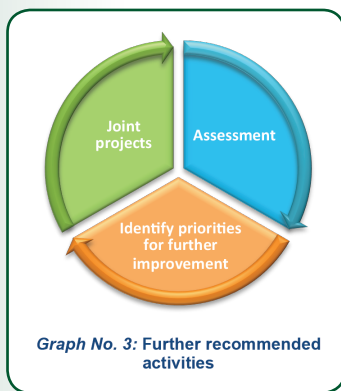 Joint
projects
Assessment
Identify priorities
for further
improvement
Graph No. 3: Further recommended
activities